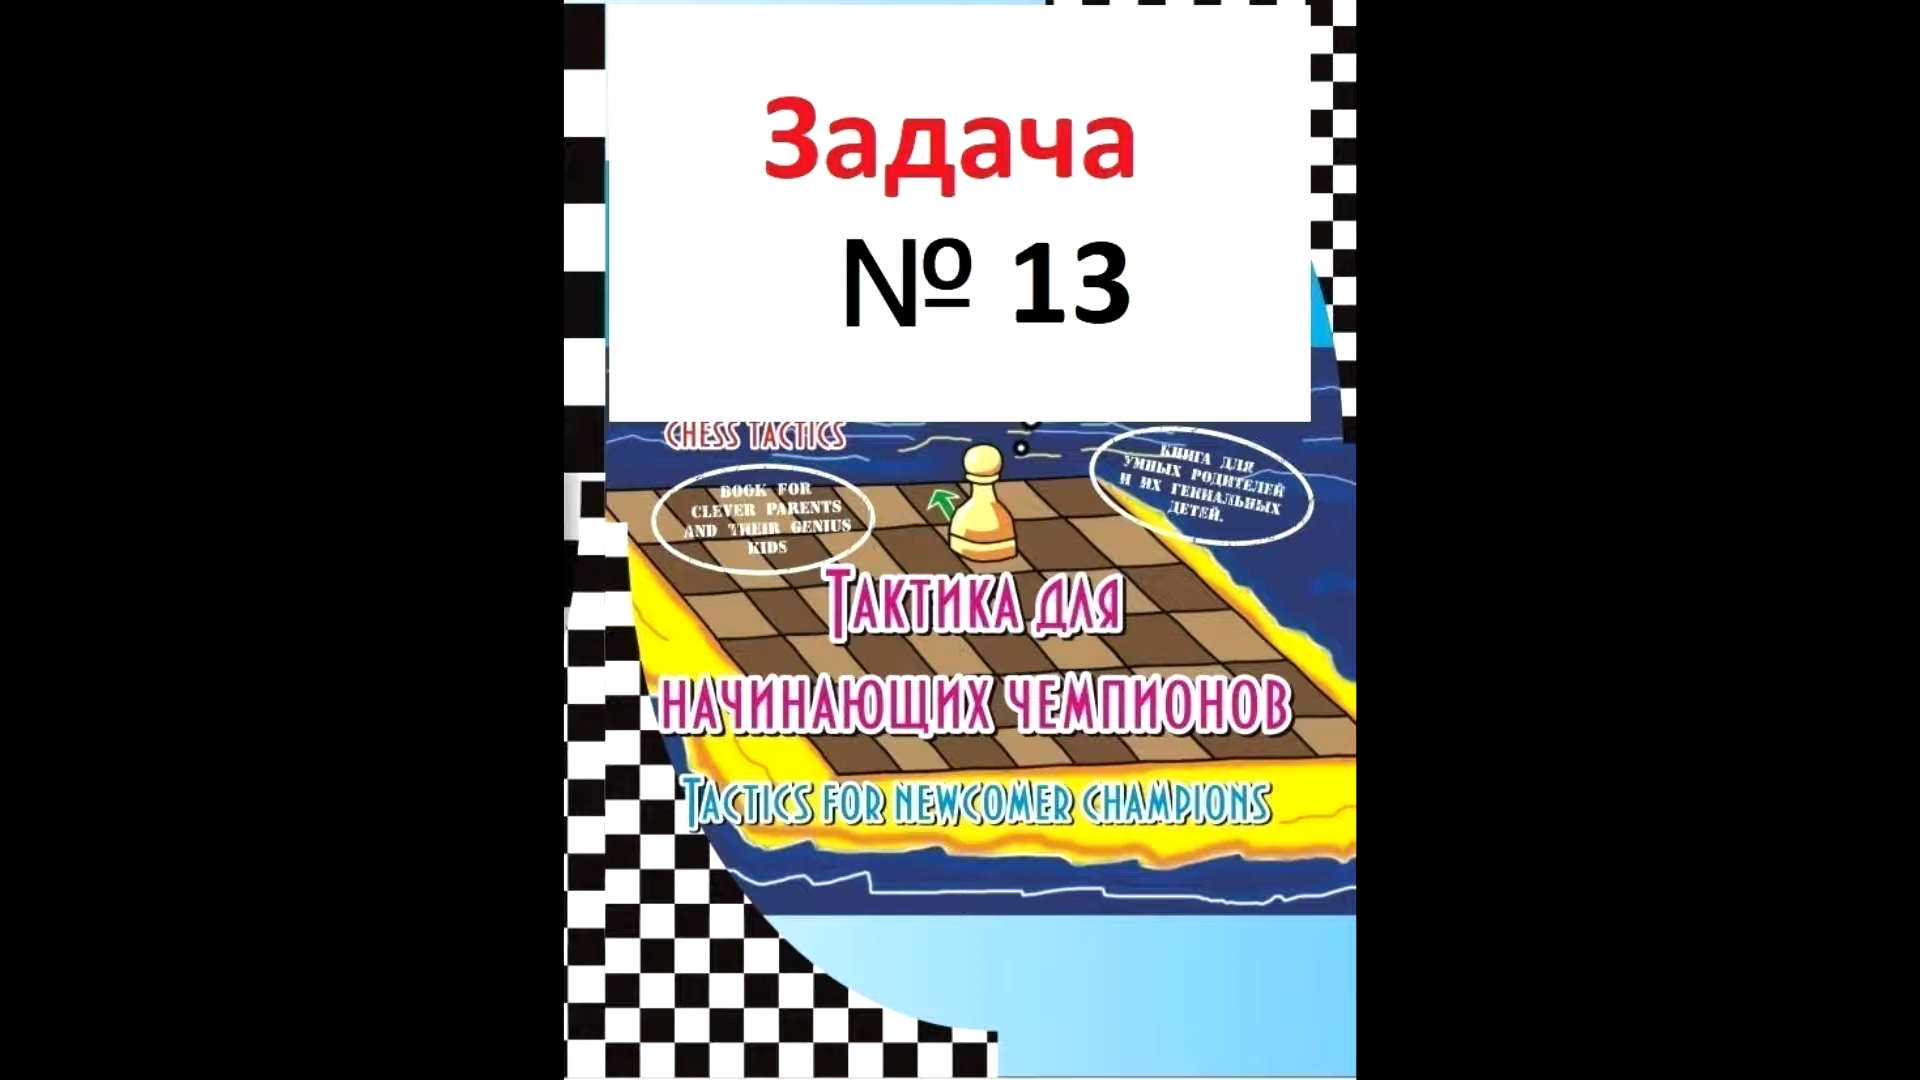 Задача
№ 13
CHESS TACTICS
BOOK FOR
CLEVER PARENTS
AND THEIR GENIUS
KIDS
КНИГА ДЛЯ
УМНЫХ РОДИТЕЛЕЙ
И ИХ ГЕНИАЛЬНЫХ
ДЕТЕЙ.
ТАКТИКА ДЛЯ
НАЧИНАЮЩИХ ЧЕМПИОНОВ
TACTICS FOR NEWCOMER CHAMPIONS